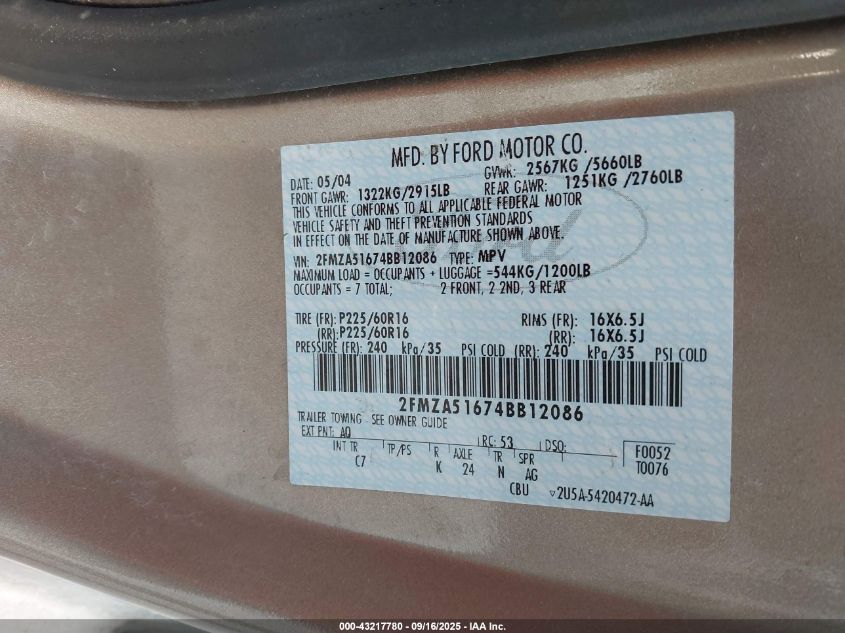 MFD. BY FORD MOTOR CO.
DATE: 05/04 GVWR: 2567KG /5660LB
FRONT GAWR: 1322KG/2915LB REAR GAWR: 1251KG /2760LB
THIS VEHICLE CONFORMS TO ALL APPLICABLE FEDERAL MOTOR
VEHICLE SAFETY AND THEFT PREVENTION STANDARDS
IN EFFECT ON THE DATE OF MANUFACTURE SHOWN ABOVE.
VIN: 2FMZA51674BB12086 TYPE: MPV
MAXIMUM LOAD = OCCUPANTS + LUGGAGE =544KG/1200LB
OCCUPANTS = 7 TOTAL; 2 FRONT, 2 2ND, 3 REAR
TIRE (FR): P225/60R16 RIMS (FR): 16X6.5J
(RR): P225/60R16 (RR): 16X6.5J
PRESSURE (FR): 240 kPa/35 PSI COLD (RR): 240 kPa/35 PSI COLD
2FMZA51674BB12086
TRAILER TOWING - SEE OWNER GUIDE
EXT PNT: AQ RC: 53 DSO: F0052
INT TR TP/PS R AXLE TR SPR T0076
C7 K 24 N AG
CBU 2U5A-5420472-AA
000-43217780 - 09/16/2025 - IAA Inc.